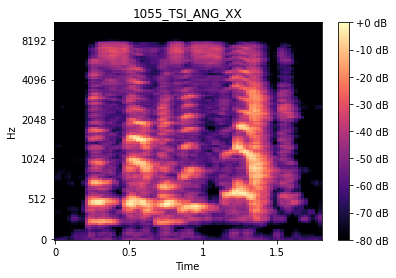 1055_TSI_ANG_XX
8192
4096
2048
1024
512
0
Hz
0
0.5
1
1.5
Time
+0 dB
-10 dB
-20 dB
-30 dB
-40 dB
-50 dB
-60 dB
-70 dB
-80 dB